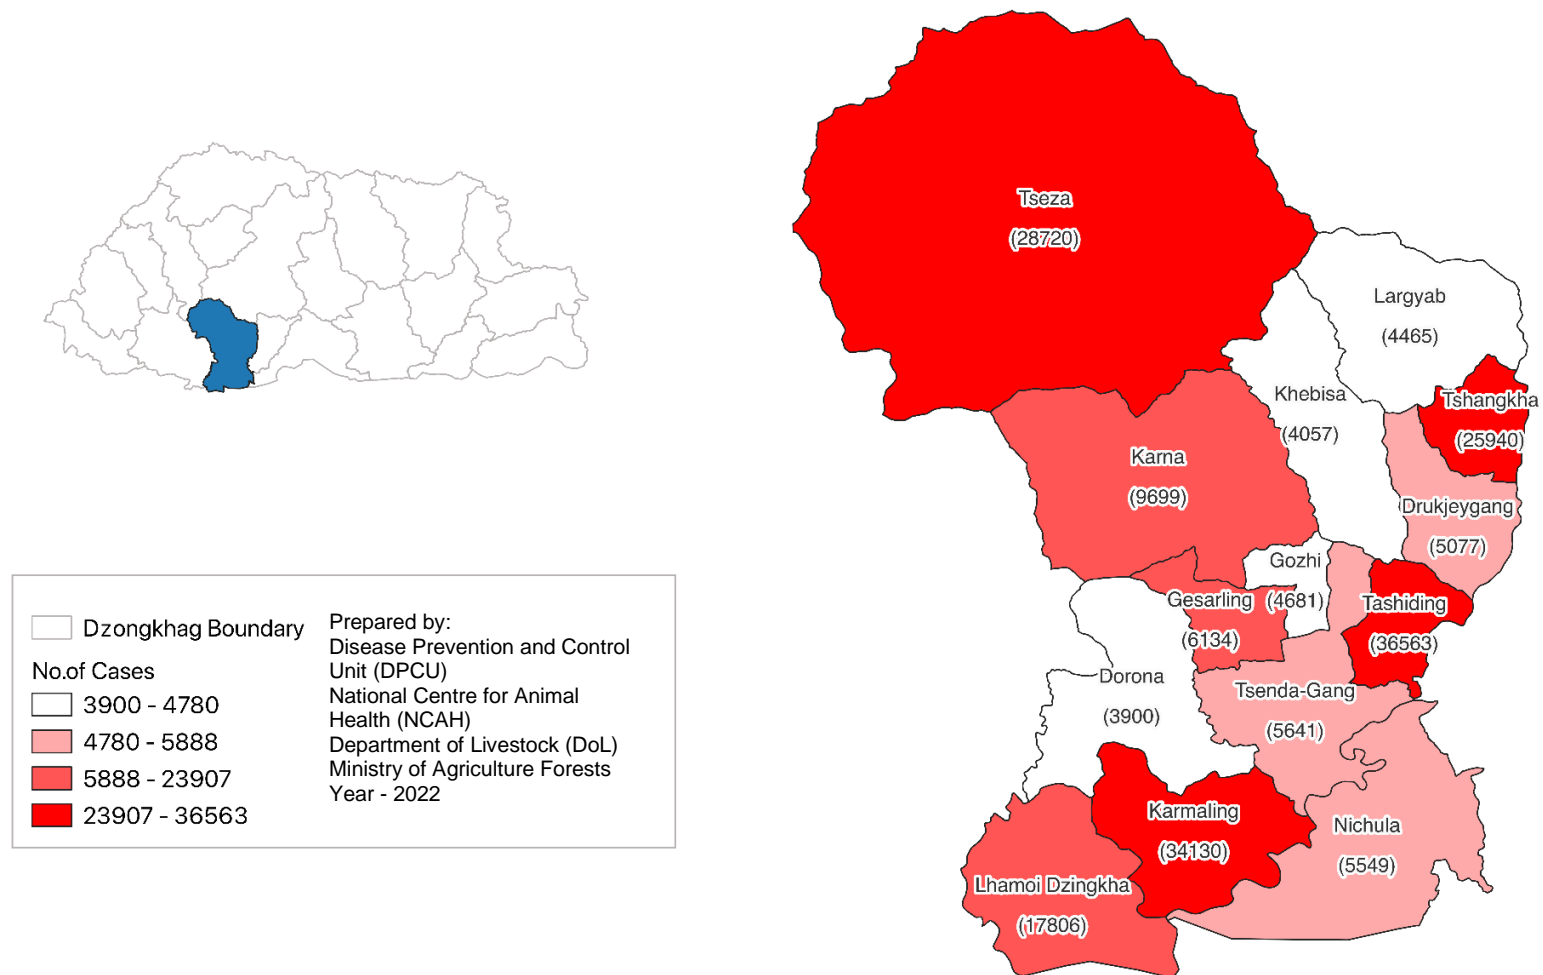 Tseza
(28720)
Largyab
(4465)
Khebisa
(4057)
Tshangkha
(25940)
Karna
(9699)
Drukjeygang
(5077)
Gozhi
(4681)
Gesarling
(6134)
Tashiding
(36563)
Dorona
(3900)
Tsenda-Gang
(5641)
Karmaling
(34130)
Nichula
(5549)
Lhamoi Dzingkha
(17806)
Dzongkhag Boundary
No.of Cases
3900 - 4780
4780 - 5888
5888 - 23907
23907 - 36563
Prepared by:
Disease Prevention and Control
Unit (DPCU)
National Centre for Animal
Health (NCAH)
Department of Livestock (DoL)
Ministry of Agriculture Forests
Year - 2022